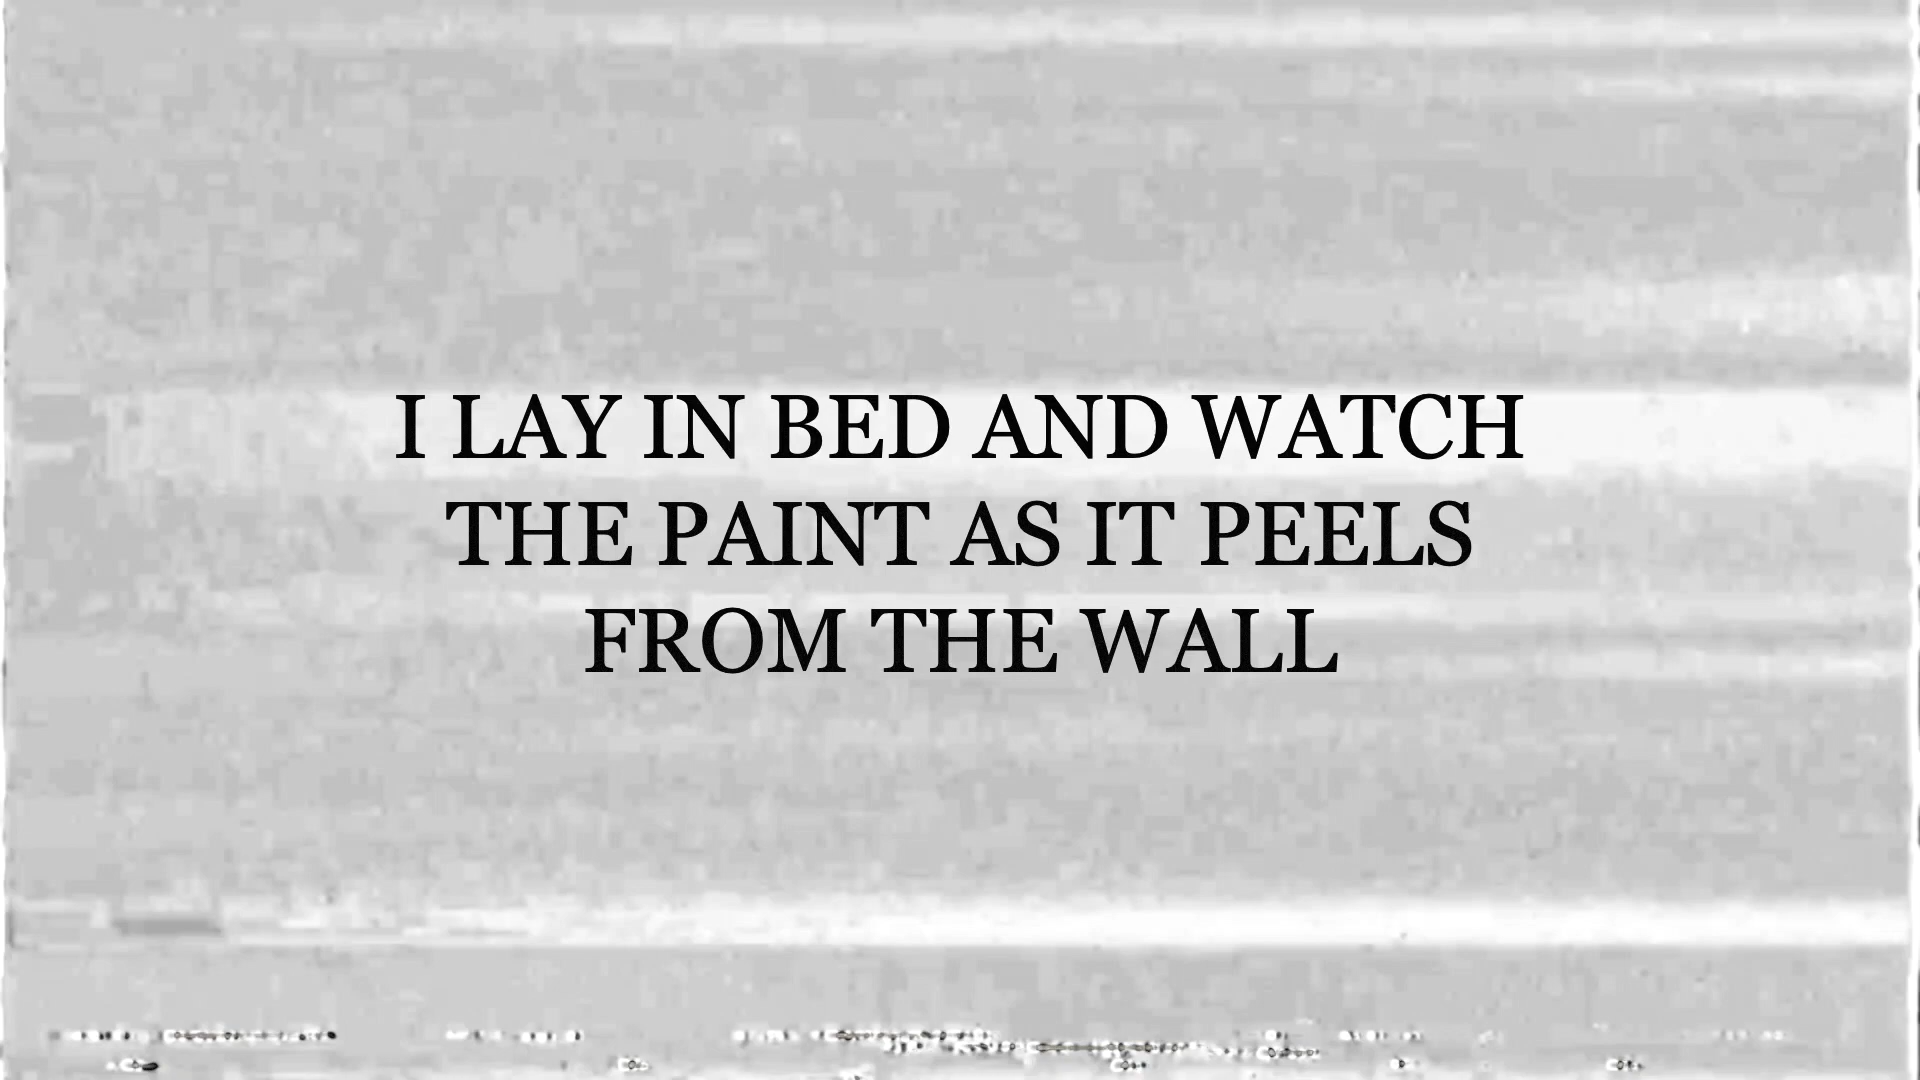 I LAY IN BED AND WATCH
THE PAINT AS IT PEELS
FROM THE WALL